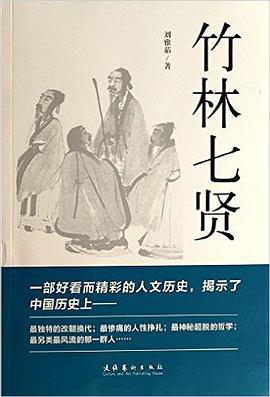 竹林七贤
刘雅茹/著
一部好看而精彩的人文历史，揭示了
中国历史上——
最独特的改朝换代；最惨痛的人性挣扎；最神秘超脱的哲学；
最另类最风流的那一群人……
文化艺术出版社
Culture and Art Publishing House